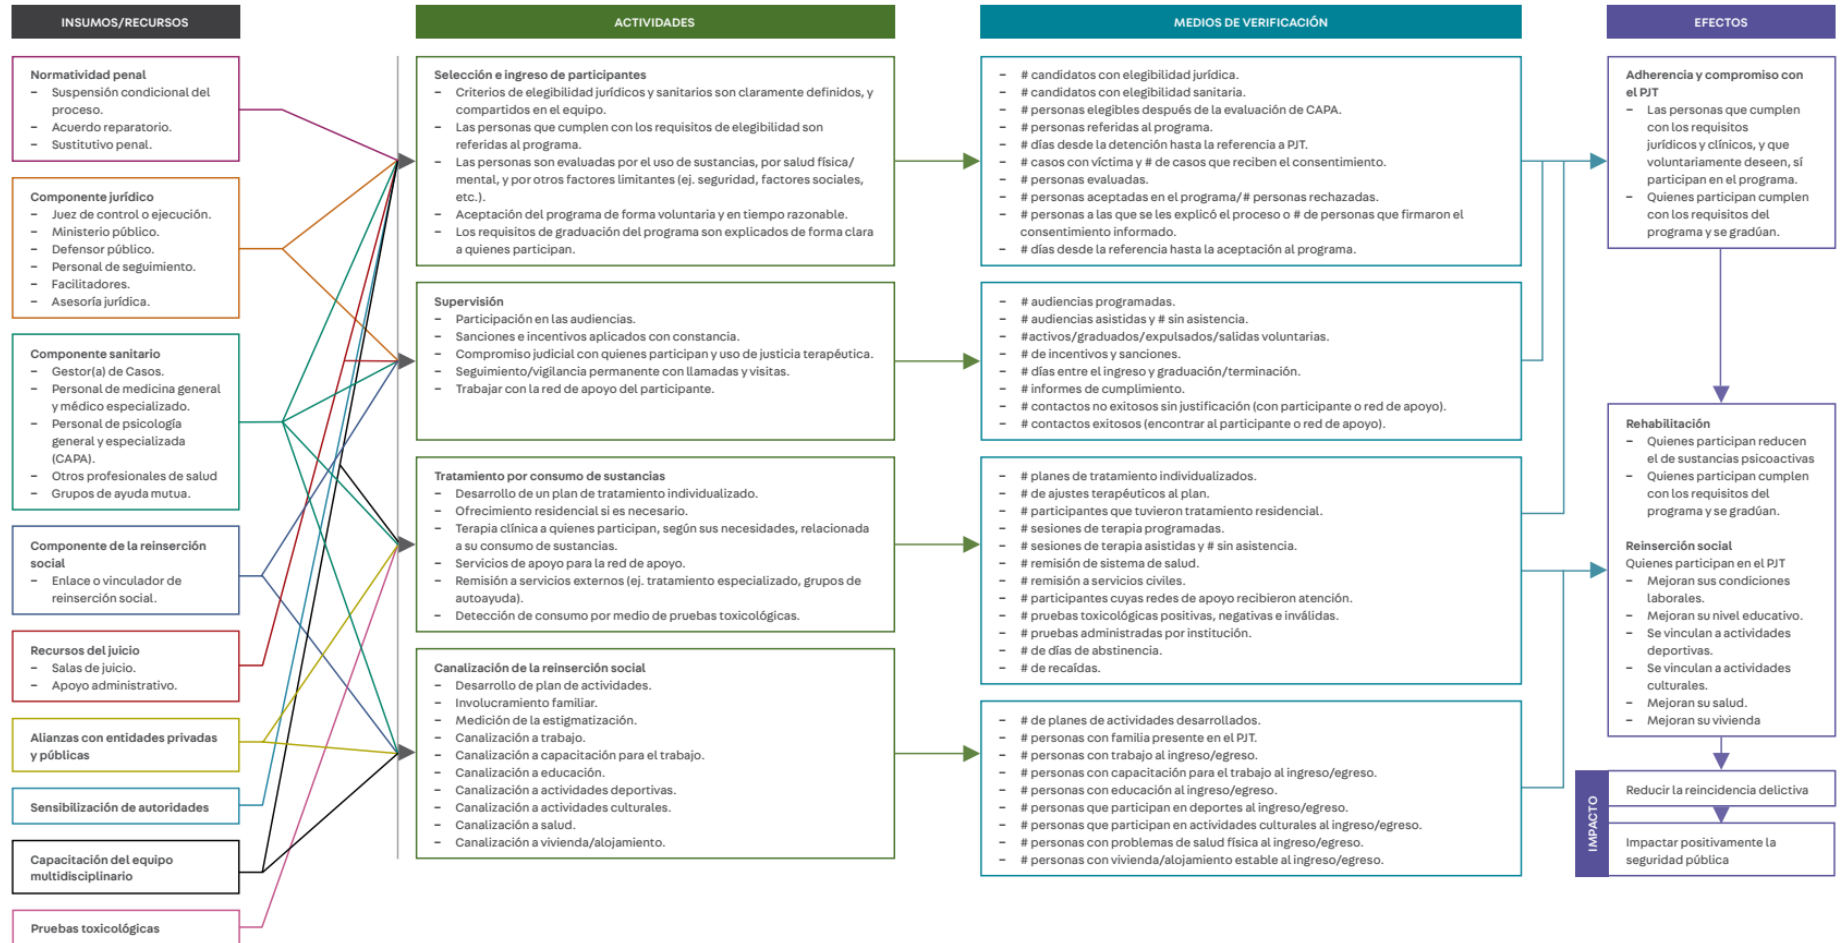 INSUMOS/RECURSOS
Normatividad penal
– Suspensión condicional del
proceso.
– Acuerdo reparatorio.
– Sustitutivo penal.
Componente jurídico
– Juez de control o ejecución.
– Ministerio público.
– Defensor público.
– Personal de seguimiento.
– Facilitadores.
– Asesoría jurídica.
Componente sanitario
– Gestor(a) de Casos.
– Personal de medicina general
y médico especializado.
– Personal de psicología
general y especializada
(CAPA).
– Otros profesionales de salud
– Grupos de ayuda mutua.
Componente de la reinserción
social
– Enlace o vinculador de
reinserción social.
Recursos del juicio
– Salas de juicio.
– Apoyo administrativo.
Alianzas con entidades privadas
y públicas
Sensibilización de autoridades
Capacitación del equipo
multidisciplinario
Pruebas toxicológicas
ACTIVIDADES
Selección e ingreso de participantes
– Criterios de elegibilidad jurídicos y sanitarios son claramente definidos, y
compartidos en el equipo.
– Las personas que cumplen con los requisitos de elegibilidad son
referidas al programa.
– Las personas son evaluadas por el uso de sustancias, por salud física/
mental, y por otros factores limitantes (ej. seguridad, factores sociales,
etc.).
– Aceptación del programa de forma voluntaria y en tiempo razonable.
– Los requisitos de graduación del programa son explicados de forma clara
a quienes participan.
Supervisión
– Participación en las audiencias.
– Sanciones e incentivos aplicados con constancia.
– Compromiso judicial con quienes participan y uso de justicia terapéutica.
– Seguimiento/vigilancia permanente con llamadas y visitas.
– Trabajar con la red de apoyo del participante.
Tratamiento por consumo de sustancias
– Desarrollo de un plan de tratamiento individualizado.
– Ofrecimiento residencial si es necesario.
– Terapia clínica a quienes participan, según sus necesidades, relacionada
a su consumo de sustancias.
– Servicios de apoyo para la red de apoyo.
– Remisión a servicios externos (ej. tratamiento especializado, grupos de
autoayuda).
– Detección de consumo por medio de pruebas toxicológicas.
Canalización de la reinserción social
– Desarrollo de plan de actividades.
– Involucramiento familiar.
– Medición de la estigmatización.
– Canalización a trabajo.
– Canalización a capacitación para el trabajo.
– Canalización a educación.
– Canalización a actividades deportivas.
– Canalización a actividades culturales.
– Canalización a salud.
– Canalización a vivienda/alojamiento.
MEDIOS DE VERIFICACIÓN
– # candidatos con elegibilidad jurídica.
– # candidatos con elegibilidad sanitaria.
– # personas elegibles después de la evaluación de CAPA.
– # personas referidas al programa.
– # días desde la detención hasta la referencia a PJT.
– # casos con víctima y # de casos que reciben el consentimiento.
– # personas evaluadas.
– # personas aceptadas en el programa/# personas rechazadas.
– # personas a las que se les explicó el proceso o # de personas que firmaron el
consentimiento informado.
– # días desde la referencia hasta la aceptación al programa.
– # audiencias programadas.
– # audiencias asistidas y # sin asistencia.
– #activos/graduados/expulsados/salidas voluntarias.
– # de incentivos y sanciones.
– # días entre el ingreso y graduación/terminación.
– # informes de cumplimiento.
– # contactos no exitosos sin justificación (con participante o red de apoyo).
– # contactos exitosos (encontrar al participante o red de apoyo).
– # planes de tratamiento individualizados.
– # de ajustes terapéuticos al plan.
– # participantes que tuvieron tratamiento residencial.
– # sesiones de terapia programadas.
– # sesiones de terapia asistidas y # sin asistencia.
– # remisión de sistema de salud.
– # remisión a servicios civiles.
– # participantes cuyas redes de apoyo recibieron atención.
– # pruebas toxicológicas positivas, negativas e inválidas.
– # pruebas administradas por institución.
– # de días de abstinencia.
– # de recaídas.
– # de planes de actividades desarrollados.
– # personas con familia presente en el PJT.
– # personas con trabajo al ingreso/egreso.
– # personas con capacitación para el trabajo al ingreso/egreso.
– # personas con educación al ingreso/egreso.
– # personas que participan en deportes al ingreso/egreso.
– # personas que participan en actividades culturales al ingreso/egreso.
– # personas con problemas de salud física al ingreso/egreso.
– # personas con vivienda/alojamiento estable al ingreso/egreso.
EFECTOS
Adherencia y compromiso con
el PJT
– Las personas que cumplen
con los requisitos
jurídicos y clínicos, y que
voluntariamente deseen, sí
participan en el programa.
– Quienes participan cumplen
con los requisitos del
programa y se gradúan.
Rehabilitación
– Quienes participan reducen
el de sustancias psicoactivas
– Quienes participan cumplen
con los requisitos del
programa y se gradúan.
Reinserción social
Quienes participan en el PJT
– Mejoran sus condiciones
laborales.
– Mejoran su nivel educativo.
– Se vinculan a actividades
deportivas.
– Se vinculan a actividades
culturales.
– Mejoran su salud.
– Mejoran su vivienda
IMPACTO
Reducir la reincidencia delictiva
Impactar positivamente la
seguridad pública